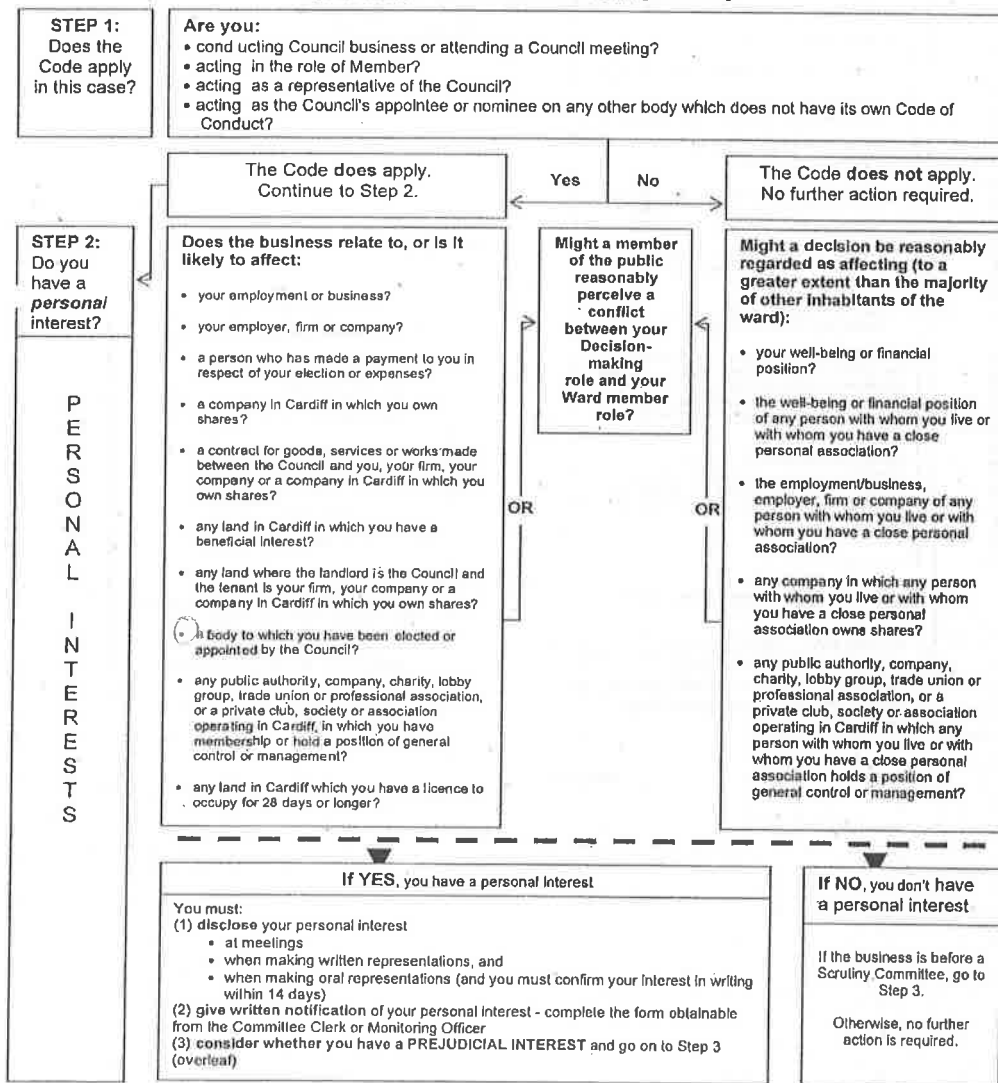 STEP 1:
Does the
Code apply
in this case?
Are you:
• cond ucting Council business or attending a Council meeting?
• acting in the role of Member?
• acting as a representative of the Council?
• acting as the Council's appointee or nominee on any other body which does not have its own Code of
Conduct?
The Code does apply.
Continue to Step 2.
Yes
No
The Code does not apply.
No further action required.
STEP 2:
Do you
have a
personal
interest?
PERSONAL INTERESTS
Does the business relate to, or is it
likely to affect:
• your employment or business?
• your employer, firm or company?
• a person who has made a payment to you in
respect of your election or expenses?
• a company in Cardiff in which you own
shares?
• a contract for goods, services or works made
between the Council and you, your firm, your
company or a company in Cardiff in which you
own shares?
• any land in Cardiff in which you have a
beneficial interest?
• any land where the landlord is the Council and
the tenant is your firm, your company or a
company in Cardiff in which you own shares?
• a body to which you have been elected or
appointed by the Council?
• any public authority, company, charity, lobby
group, trade union or professional association,
or a private club, society or association
operating in Cardiff, in which you have
membership or hold a position of general
control or management?
• any land in Cardiff which you have a licence to
occupy for 28 days or longer?
OR
Might a member
of the public
reasonably
perceive a
conflict
between your
Decision-
making
role and your
Ward member
role?
OR
Might a decision be reasonably
regarded as affecting (to a
greater extent than the majority
of other inhabitants of the
ward):
• your well-being or financial
position?
• the well-being or financial position
of any person with whom you live or
with whom you have a close
personal association?
• the employment/business,
employer, firm or company of any
person with whom you live or with
whom you have a close personal
association?
• any company in which any person
with whom you live or with whom
you have a close personal
association owns shares?
• any public authority, company,
charity, lobby group, trade union or
professional association, or a
private club, society or association
operating in Cardiff in which any
person with whom you live or with
whom you have a close personal
association holds a position of
general control or management?
If YES, you have a personal interest
You must:
(1) disclose your personal interest
• at meetings
• when making written representations, and
• when making oral representations (and you must confirm your interest in writing
within 14 days)
(2) give written notification of your personal interest - complete the form obtainable
from the Committee Clerk or Monitoring Officer
(3) consider whether you have a PREJUDICIAL INTEREST and go on to Step 3
(overleaf)
If NO, you don't have
a personal interest
If the business is before a
Scrutiny Committee, go to
Step 3.
Otherwise, no further
action is required.